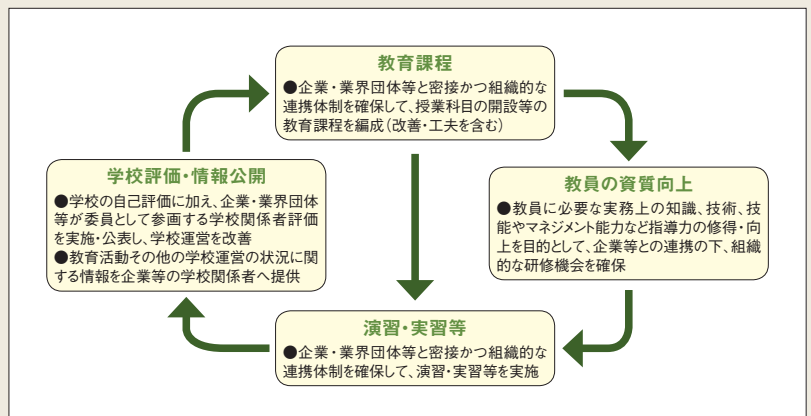 教育課程
●企業・業界団体等と密接かつ組織的な
連携体制を確保して、授業科目の開設等の
教育課程を編成(改善・工夫を含む)
学校評価・情報公開
●学校の自己評価に加え、企業・業界団体
等が委員として参画する学校関係者評価
を実施・公表し、学校運営を改善
●教育活動その他の学校運営の状況に関
する情報を企業等の学校関係者へ提供
教員の資質向上
●教員に必要な実務上の知識、技術、技
能やマネジメント能力など指導力の修得・向
上を目的として、企業等との連携の下、組織
的な研修機会を確保
演習・実習等
●企業・業界団体等と密接かつ組織的な
連携体制を確保して、演習・実習等を実施